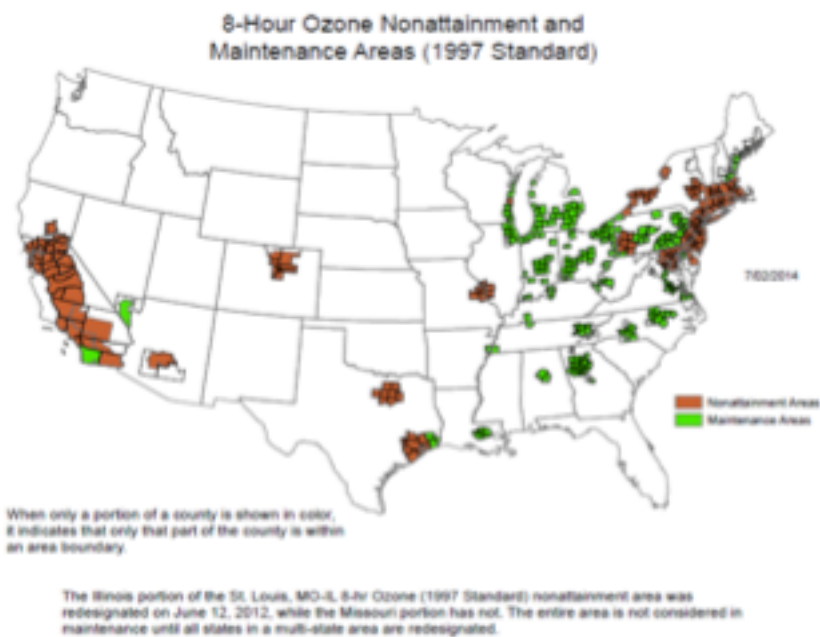 8-Hour Ozone Nonattainment and
Maintenance Areas (1997 Standard)
7/02/2014
Nonattainment Areas
Maintenance Areas
When only a portion of a county is shown in color,
it indicates that only that part of the county is within
an area boundary.
The Illinois portion of the St. Louis, MO-IL 8-hr Ozone (1997 Standard) nonattainment area was
redesignated on June 12, 2012, while the Missouri portion has not. The entire area is not considered in
maintenance until all states in a multi-state area are redesignated.